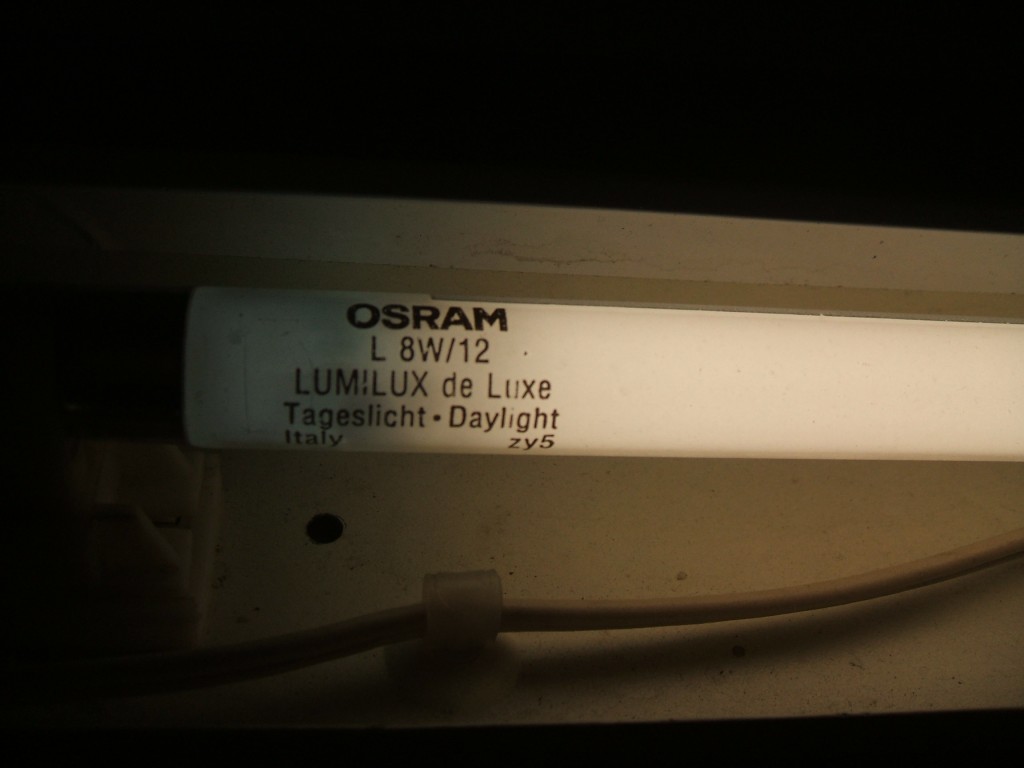 OSRAM
L 8W/12
LUMILUX de Luxe
Tageslicht • Daylight
Italy zy5